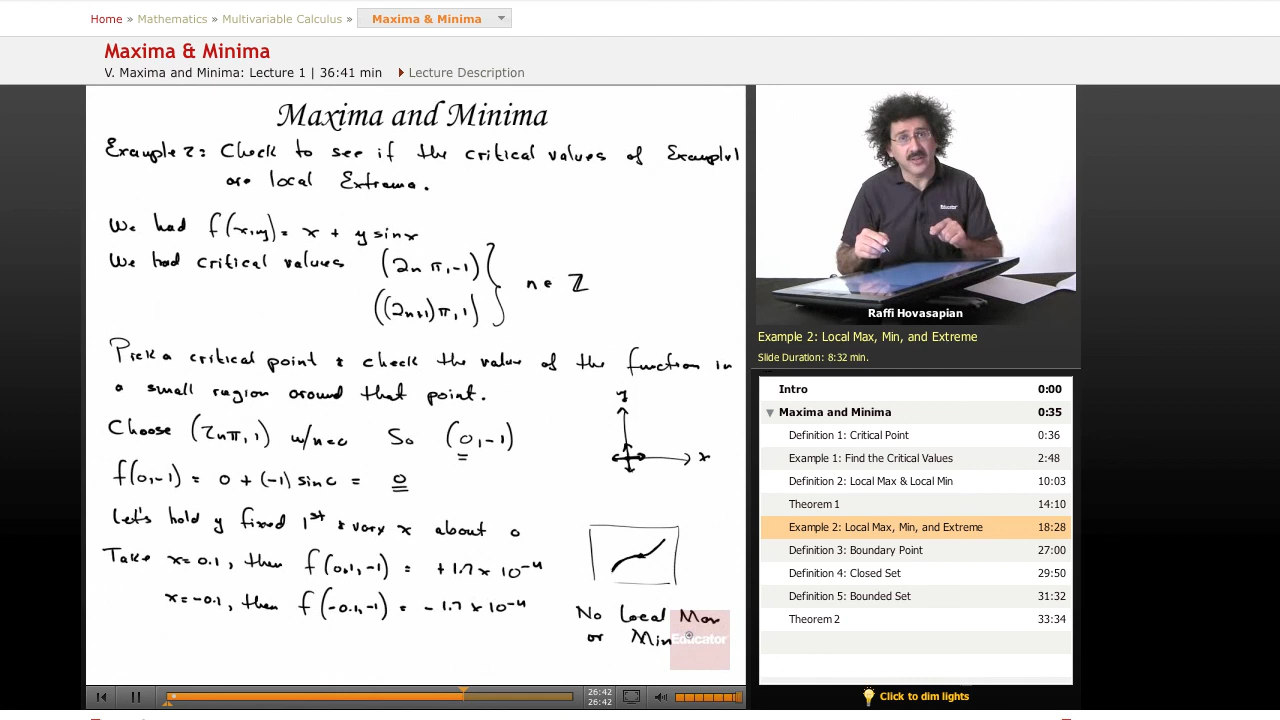 Home » Mathematics » Multivariable Calculus » Maxima & Minima
Maxima & Minima
V. Maxima and Minima: Lecture 1 | 36:41 min Lecture Description
Maxima and Minima
Example 2: Check to see if the critical values of Example 1
are local Extrema.
We had f(x,y) = x + y sinx
We had critical values (2nπ, -1)
((2n+1)π, 1) } n ∈ ℤ
Pick a critical point & check the value of the function in
a small region around that point.
y
Choose (2nπ, 1) w/n=0 So (0, -1)
x
f(0,-1) = 0 + (-1) sin 0 = 0
Let's hold y fixed 1st & vary x about 0
Take x=0.1, then f(0.1,-1) = +1.7 x 10^-4
x=-0.1, then f(-0.1,-1) = -1.7 x 10^-4
No Local Max
or Min
Educator
Educator
Raffi Hovasapian
Example 2: Local Max, Min, and Extreme
Slide Duration: 8:32 min.
Intro 0:00
Maxima and Minima 0:35
Definition 1: Critical Point 0:36
Example 1: Find the Critical Values 2:48
Definition 2: Local Max & Local Min 10:03
Theorem 1 14:10
Example 2: Local Max, Min, and Extreme 18:28
Definition 3: Boundary Point 27:00
Definition 4: Closed Set 29:50
Definition 5: Bounded Set 31:32
Theorem 2 33:34
26:42
26:42
Click to dim lights